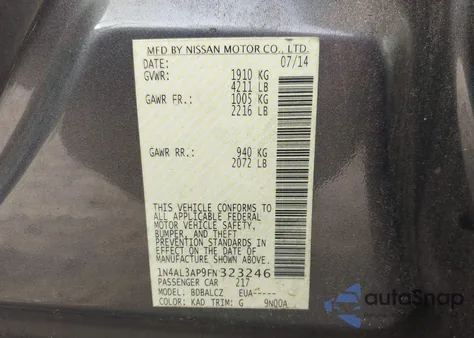 MFD BY NISSAN MOTOR CO., LTD.
DATE: 07/14
GVWR: 1910 KG
4211 LB
GAWR FR.: 1005 KG
2216 LB
GAWR RR.: 940 KG
2072 LB
THIS VEHICLE CONFORMS TO
ALL APPLICABLE FEDERAL
MOTOR VEHICLE SAFETY,
BUMPER, AND THEFT
PREVENTION STANDARDS IN
EFFECT ON THE DATE OF
MANUFACTURE SHOWN ABOVE.
1N4AL3AP9FN323246
PASSENGER CAR 217
MODEL: BDBALCZ EUA-----
COLOR: KAD TRIM: G 9N00A
autoSnap